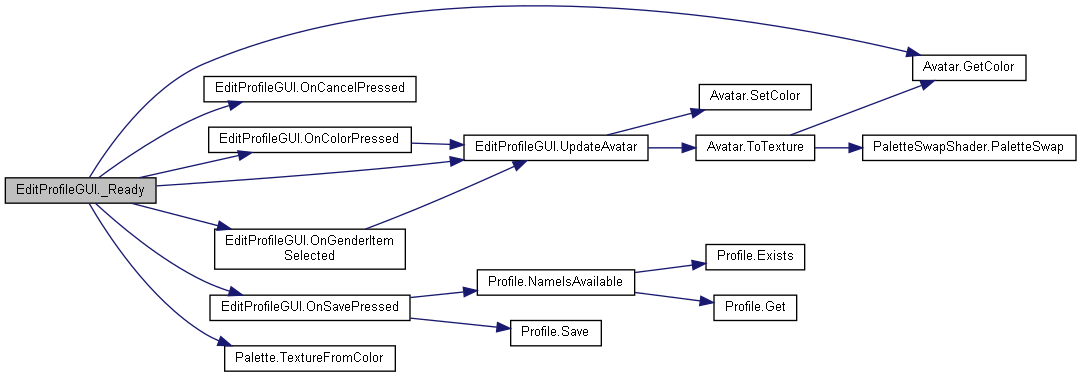 EditProfileGUI._Ready
Avatar.GetColor
EditProfileGUI.OnCancelPressed
Avatar.SetColor
EditProfileGUI.OnColorPressed
EditProfileGUI.UpdateAvatar
Avatar.ToTexture
PaletteSwapShader.PaletteSwap
EditProfileGUI.OnGenderItem
Selected
Profile.Exists
Profile.NameIsAvailable
EditProfileGUI.OnSavePressed
Profile.Get
Profile.Save
Palette.TextureFromColor